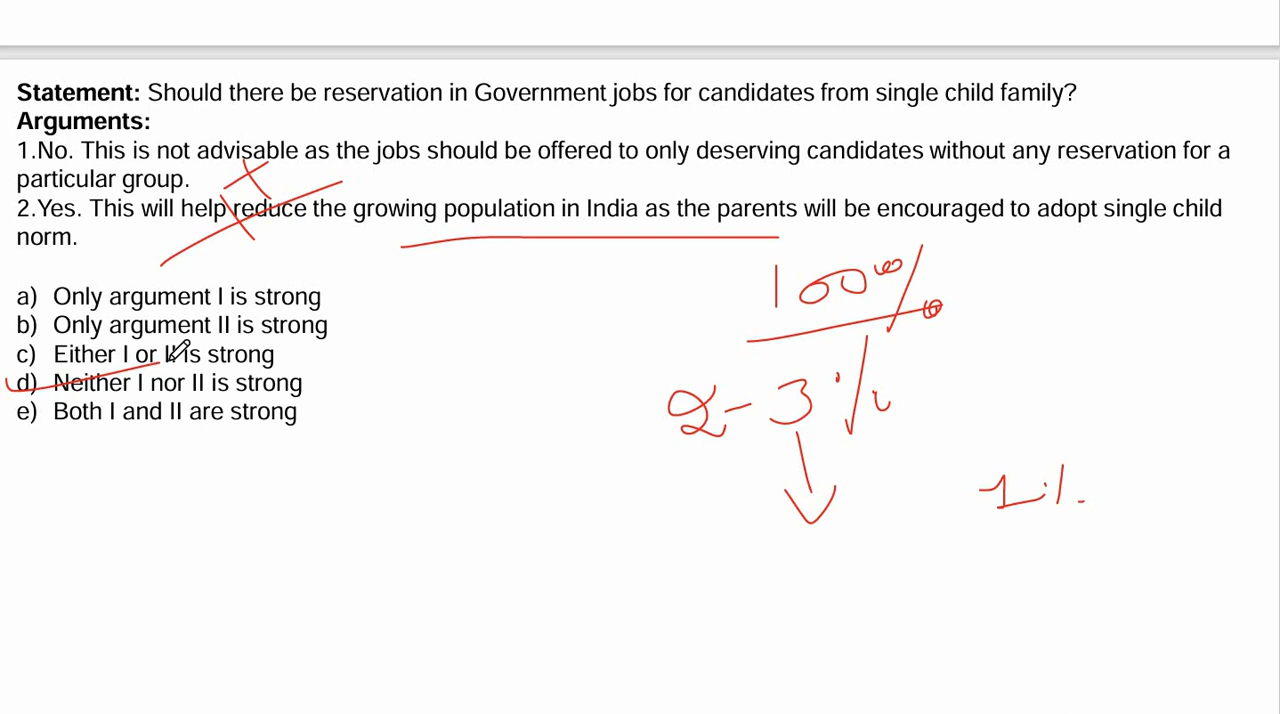 Statement: Should there be reservation in Government jobs for candidates from single child family?
Arguments:
1.No. This is not advisable as the jobs should be offered to only deserving candidates without any reservation for a
particular group.
2.Yes. This will help reduce the growing population in India as the parents will be encouraged to adopt single child
norm.
100%
a) Only argument I is strong
b) Only argument II is strong
c) Either I or II is strong
d) Neither I nor II is strong
2-3%
e) Both I and II are strong
1%